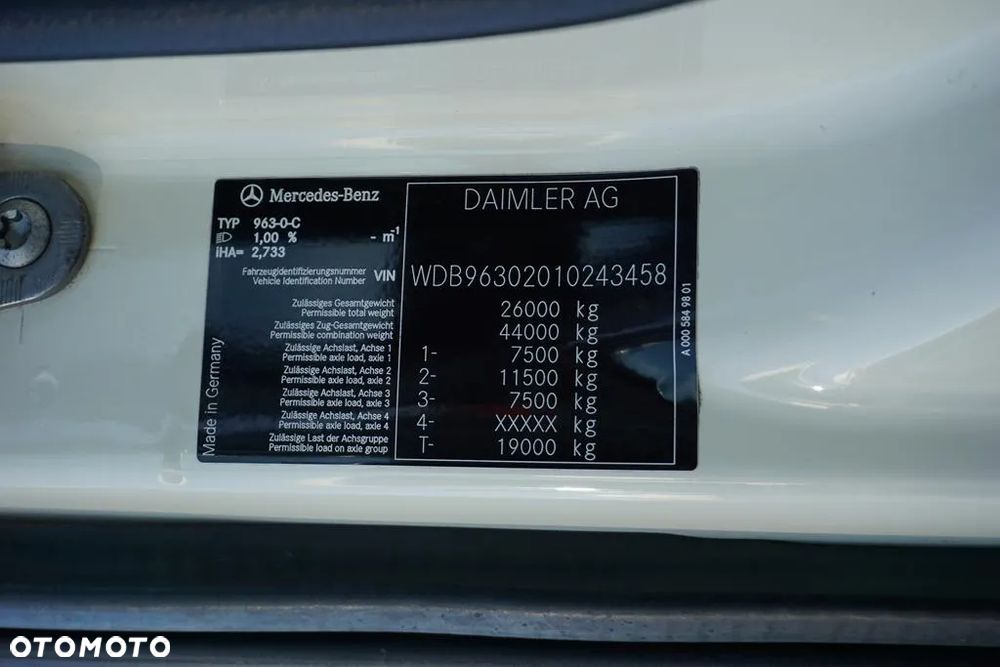 Mercedes-Benz
TYP 963-0-C
1,00 % - m-1
iHA= 2,733
DAIMLER AG
Fahrzeugidentifizierungsnummer
Vehicle Identification Number
VIN WDB96302010243458
Zulässiges Gesamtgewicht
Permissible total weight
26000 kg
Zulässiges Zug-Gesamtgewicht
Permissible combination weight
44000 kg
Zulässige Achslast, Achse 1
Permissible axle load, axle 1
1- 7500 kg
Zulässige Achslast, Achse 2
Permissible axle load, axle 2
2- 11500 kg
Zulässige Achslast, Achse 3
Permissible axle load, axle 3
3- 7500 kg
Zulässige Achslast, Achse 4
Permissible axle load, axle 4
4- XXXXX kg
Zulässige Last der Achsgruppe
Permissible load on axle group
T- 19000 kg
Made in Germany
A 000 584 98 01
OTOMOTO